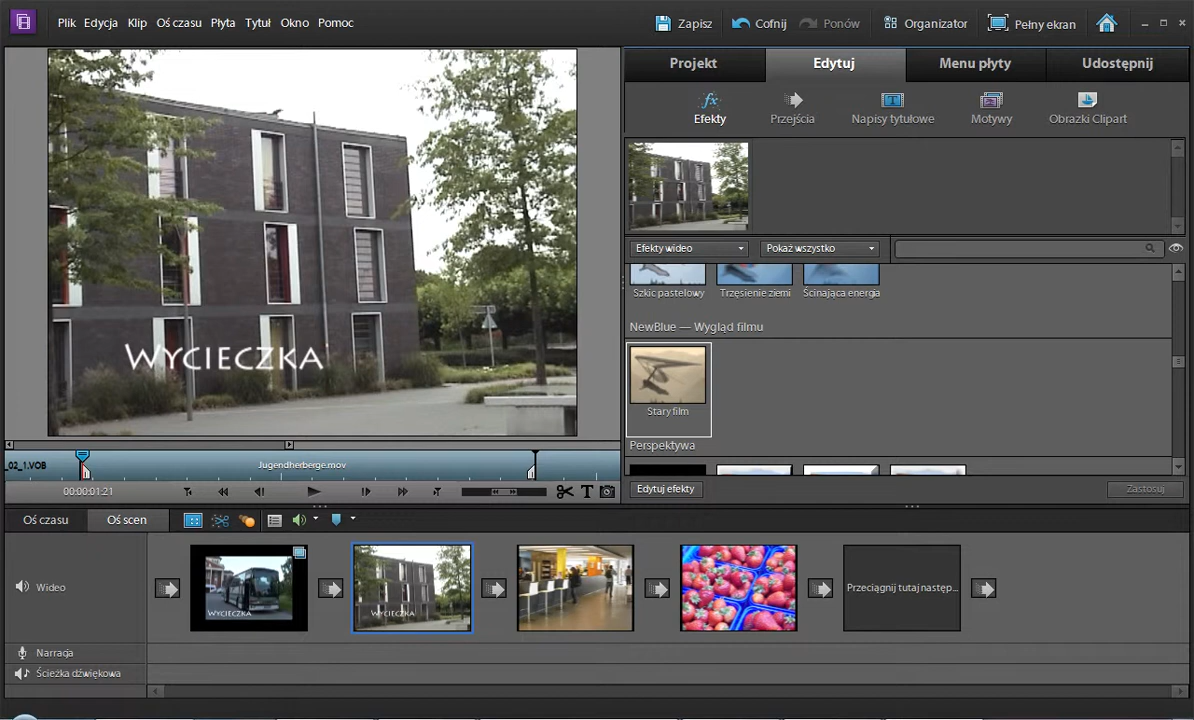 Plik Edycja Klip Oś czasu Płyta Tytuł Okno Pomoc
Zapisz Cofnij Ponów Organizator Pełny ekran
Projekt Edytuj Menu płyty Udostępnij
Efekty Przejścia Napisy tytułowe Motywy Obrazki Clipart
Efekty wideo Pokaż wszystko
Szkic pastelowy Trzęsienie ziemi Ścinająca energia
NewBlue — Wygląd filmu
Stary film
Perspektywa
Edytuj efekty Zastosuj
WYCIECZKA
_02_1.VOB Jugendherberge.mov
00:00:01:21
Oś czasu Oś scen
Wideo
WYCIECZKA
WYCIECZKA
Przeciągnij tutaj następ...
Narracja
Ścieżka dźwiękowa